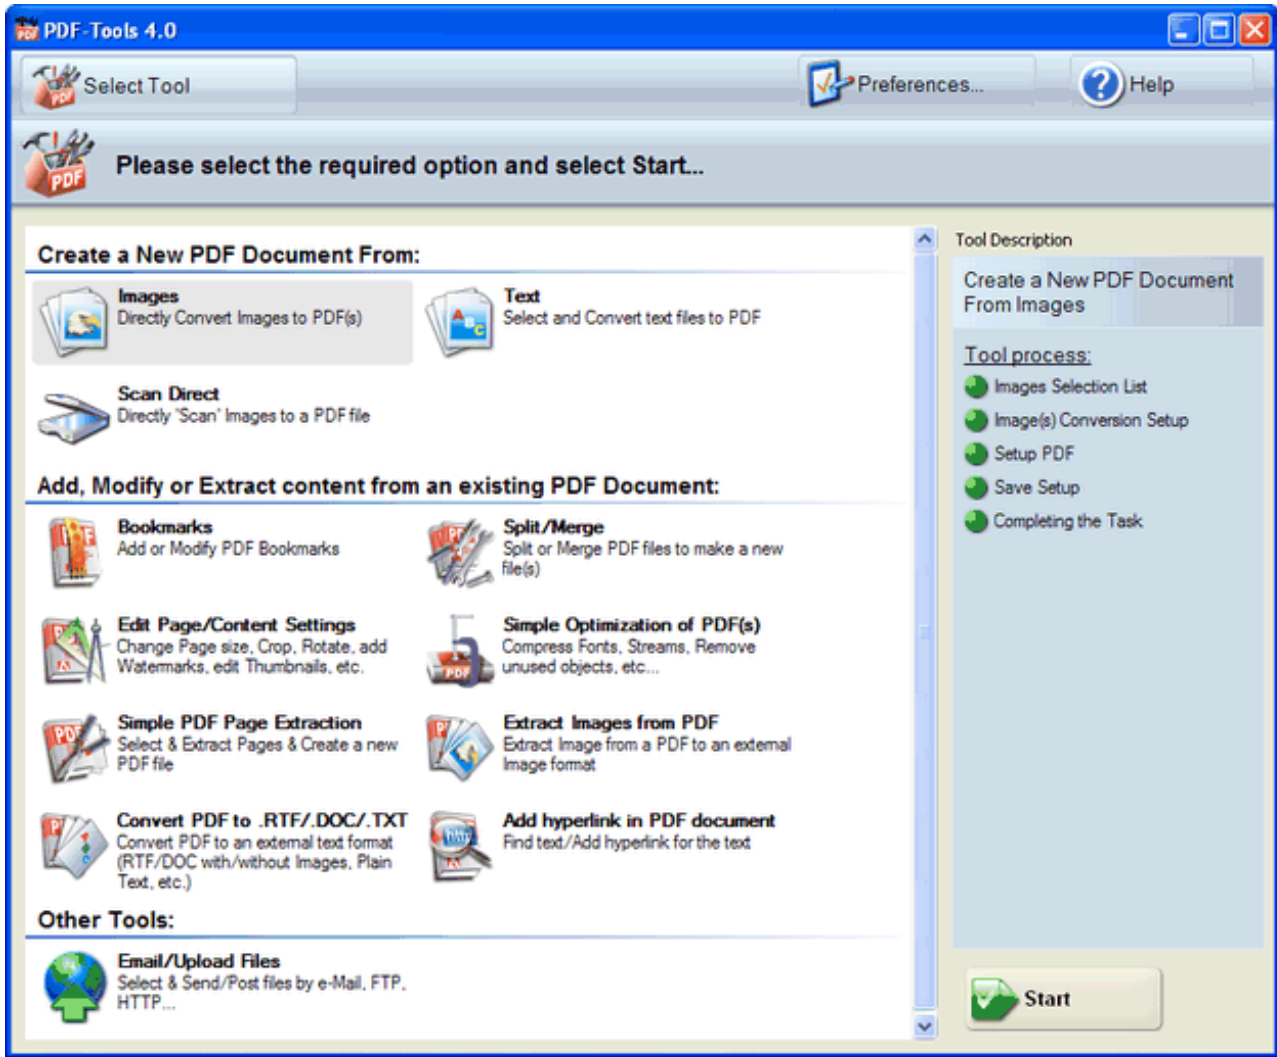 PDF-Tools 4.0
Select Tool
Preferences...
Help
Please select the required option and select Start...
Create a New PDF Document From:
Images
Directly Convert Images to PDF(s)
Text
Select and Convert text files to PDF
Scan Direct
Directly 'Scan' Images to a PDF file
Add, Modify or Extract content from an existing PDF Document:
Bookmarks
Add or Modify PDF Bookmarks
Split/Merge
Split or Merge PDF files to make a new
file(s)
Edit Page/Content Settings
Change Page size, Crop, Rotate, add
Watermarks, edit Thumbnails, etc.
Simple Optimization of PDF(s)
Compress Fonts, Streams, Remove
unused objects, etc...
Simple PDF Page Extraction
Select & Extract Pages & Create a new
PDF file
Extract Images from PDF
Extract Image from a PDF to an external
Image format
Convert PDF to .RTF/.DOC/.TXT
Convert PDF to an external text format
(RTF/DOC with/without Images, Plain
Text, etc.)
Add hyperlink in PDF document
Find text/Add hyperlink for the text
Other Tools:
Email/Upload Files
Select & Send/Post files by e-Mail, FTP,
HTTP...
Tool Description
Create a New PDF Document
From Images
Tool process:
Images Selection List
Image(s) Conversion Setup
Setup PDF
Save Setup
Completing the Task
Start